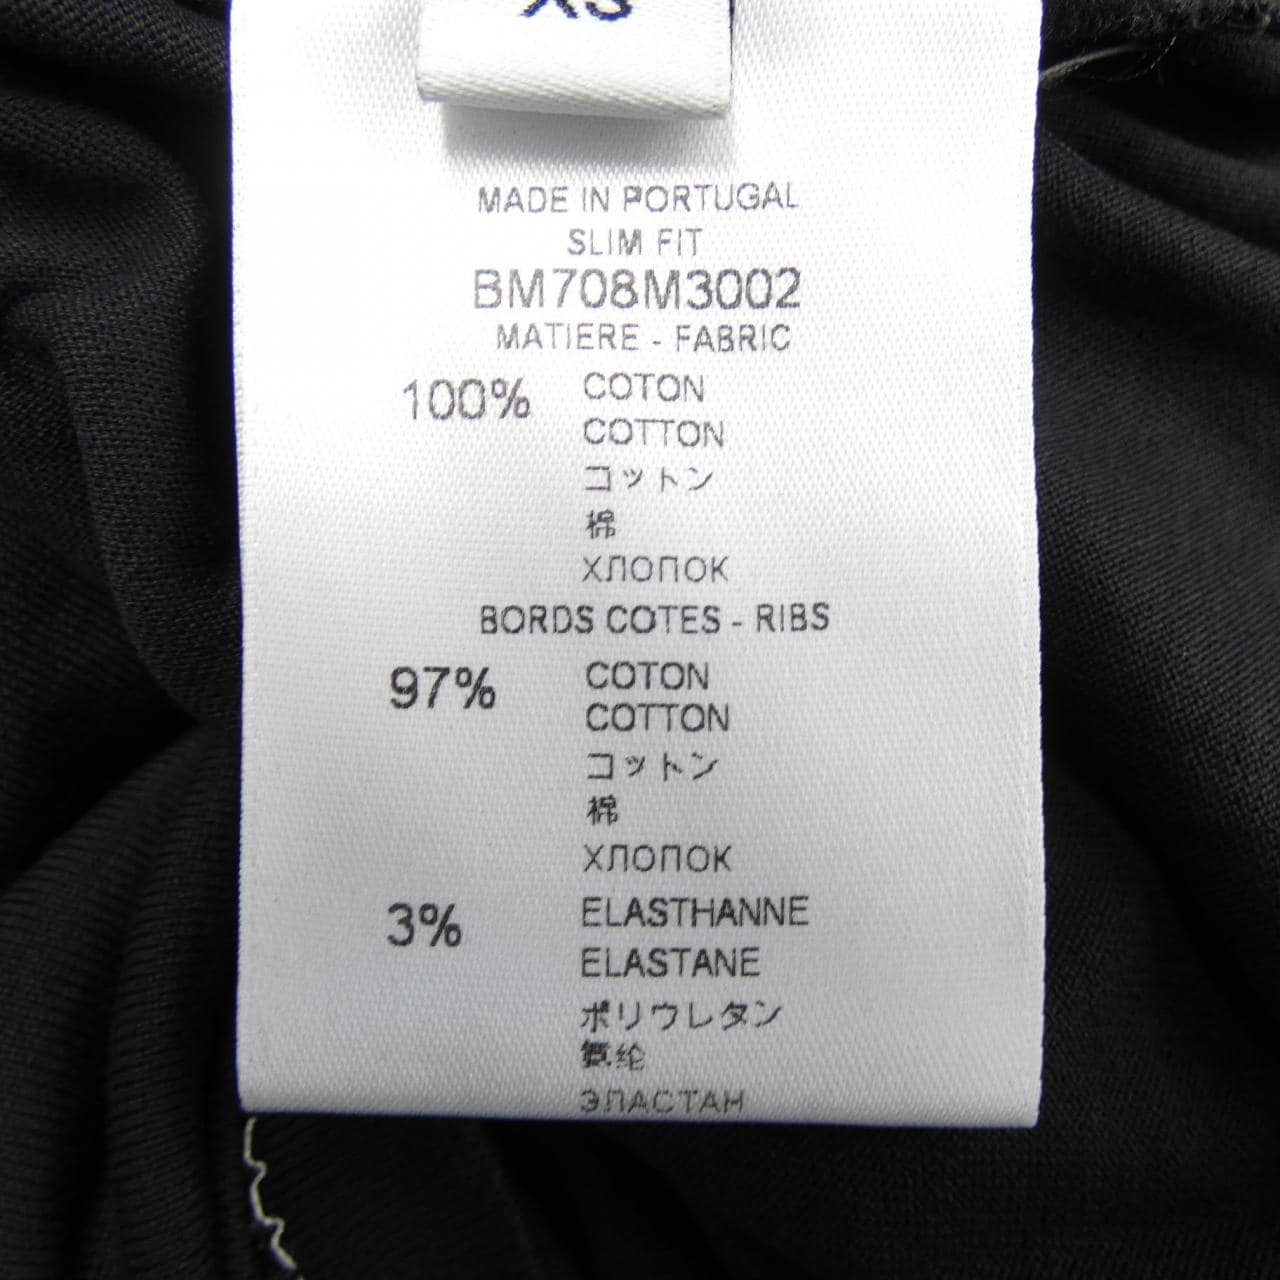 XS
MADE IN PORTUGAL
SLIM FIT
BM708M3002
MATIERE - FABRIC
100% COTON
COTTON
コットン
棉
ХЛОПОК
BORDS COTES - RIBS
97% COTON
COTTON
コットン
棉
ХЛОПОК
3% ELASTHANNE
ELASTANE
ポリウレタン
氨纶
ЭЛАСТАН